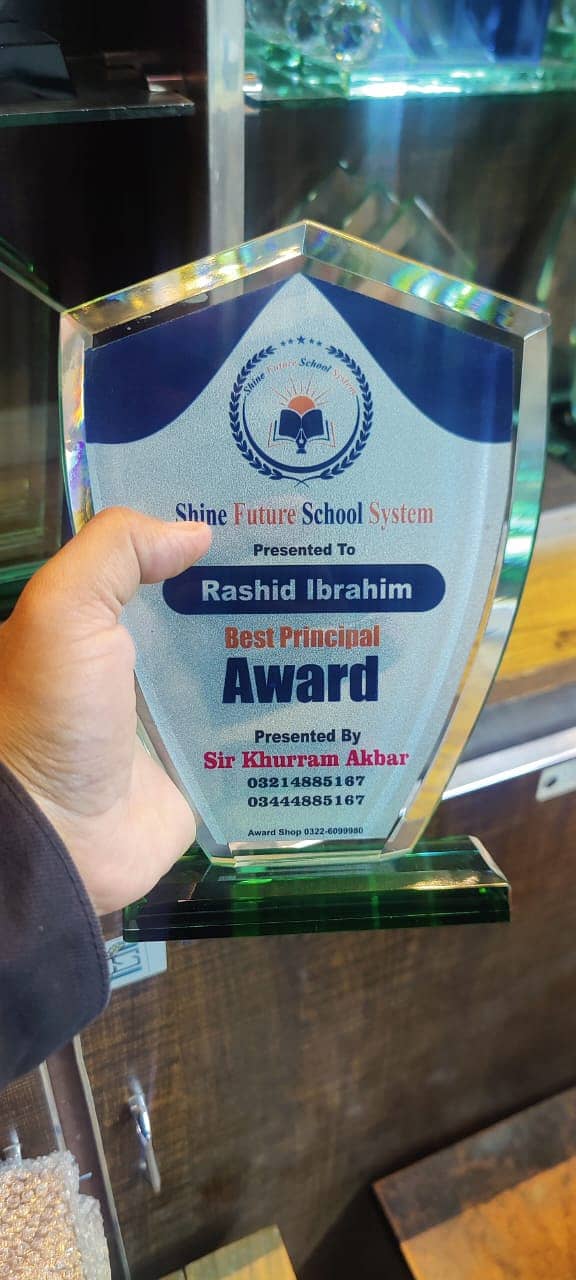 Shine Future School System
Shine Future School System
Presented To
Rashid Ibrahim
Best Principal
Award
Presented By
Sir Khurram Akbar
03214885167
03444885167
Award Shop 0322-6099980